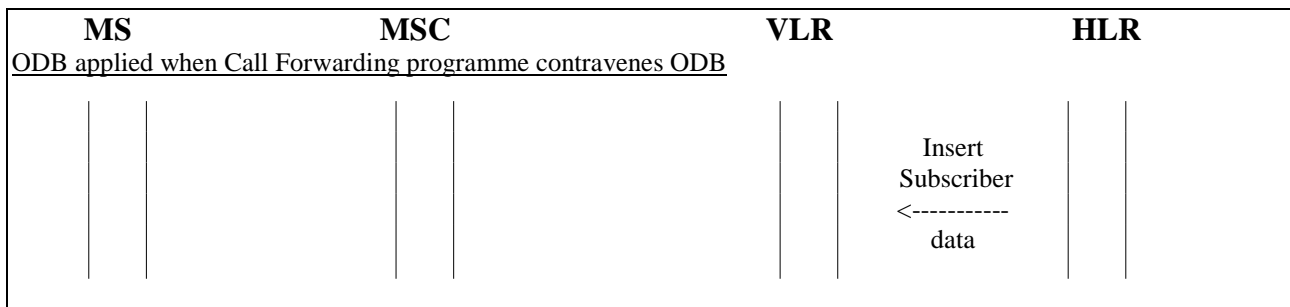 MS MSC VLR HLR
ODB applied when Call Forwarding programme contravenes ODB
Insert
Subscriber
<-----------
data